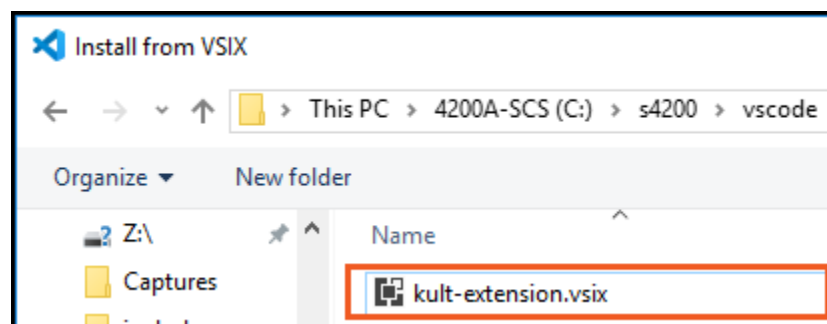 Install from VSIX
This PC > 4200A-SCS (C:) > s4200 > vscode
Organize New folder
Z:\ Name
Captures
kult-extension.vsix